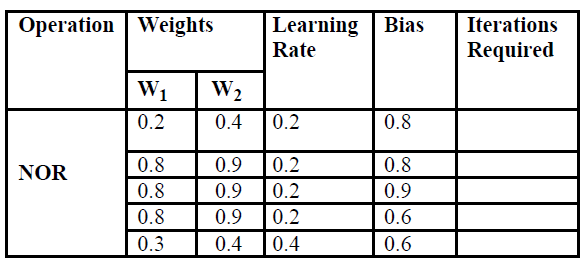 Operation Weights Learning Rate Bias Iterations Required
W1 W2
NOR 0.2 0.4 0.2 0.8
0.8 0.9 0.2 0.8
0.8 0.9 0.2 0.9
0.8 0.9 0.2 0.6
0.3 0.4 0.4 0.6